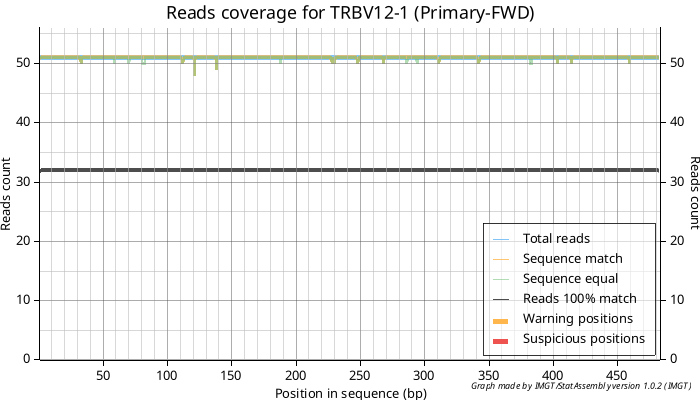 Reads coverage for TRBV12-1 (Primary-FWD)
50
40
30
20
10
0
50
40
30
20
10
0
Reads count
Reads count
Total reads
Sequence match
Sequence equal
Reads 100% match
Warning positions
Suspicious positions
50 100 150 200 250 300 350 400 450
Position in sequence (bp)
Graph made by IMGT/StatAssembly version 1.0.2 (IMGT)